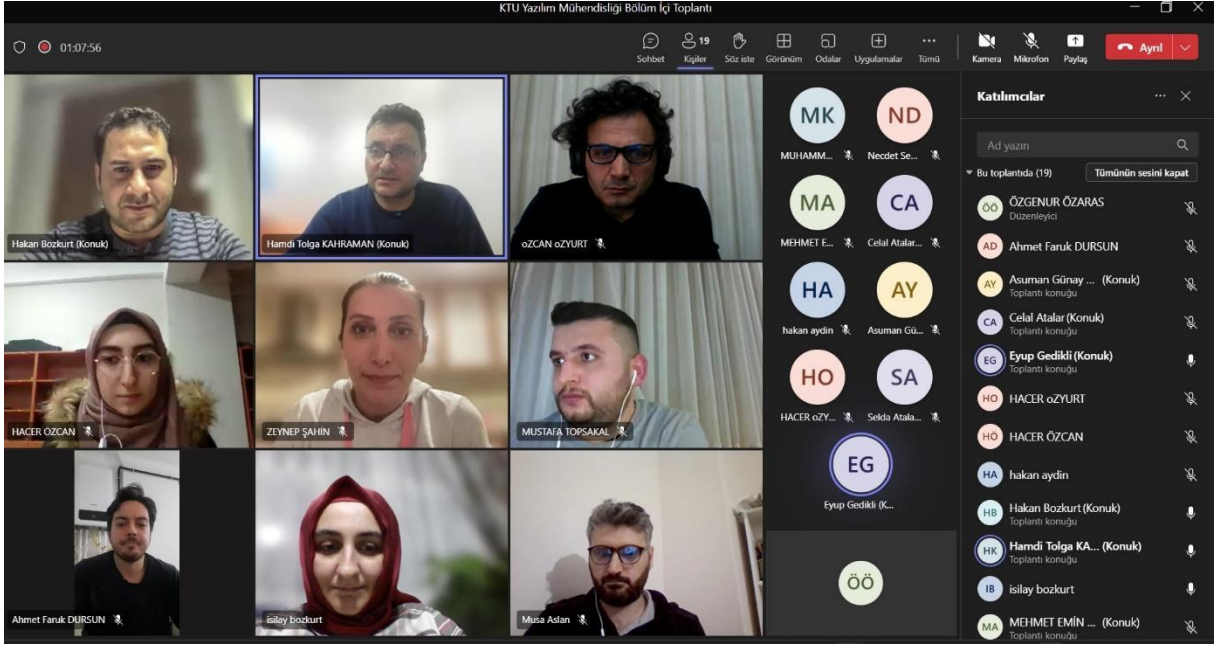 KTU Yazılım Mühendisliği Bölüm İçi Toplantı
01:07:56
Sohbet
19
Kişiler
Söz iste
Görünüm
Odalar
Uygulamalar
Tümü
Kamera
Mikrofon
Paylaş
Ayrıl
Hakan Bozkurt (Konuk)
Hamdi Tolga KAHRAMAN (Konuk)
oZCAN oZYURT
HACER ÖZCAN
ZEYNEP ŞAHİN
MUSTAFA TOPSAKAL
Ahmet Faruk DURSUN
isilay bozkurt
Musa Aslan
MK
MUHAMM...
ND
Necdet Se...
MA
MEHMET E...
CA
Celal Atalar...
HA
hakan aydin
AY
Asuman Gü...
HO
HACER oZY...
SA
Selda Atala...
EG
Eyup Gedikli (K...
ÖÖ
Katılımcılar
Ad yazın
Bu toplantıda (19)
Tümünün sesini kapat
ÖÖ
ÖZGENUR ÖZARAS
Düzenleyici
AD
Ahmet Faruk DURSUN
AY
Asuman Günay ... (Konuk)
Toplantı konuğu
CA
Celal Atalar (Konuk)
Toplantı konuğu
EG
Eyup Gedikli (Konuk)
Toplantı konuğu
HO
HACER oZYURT
HÖ
HACER ÖZCAN
HA
hakan aydin
HB
Hakan Bozkurt (Konuk)
Toplantı konuğu
HK
Hamdi Tolga KA... (Konuk)
Toplantı konuğu
IB
isilay bozkurt
MA
MEHMET EMİN ... (Konuk)
Toplantı konuğu